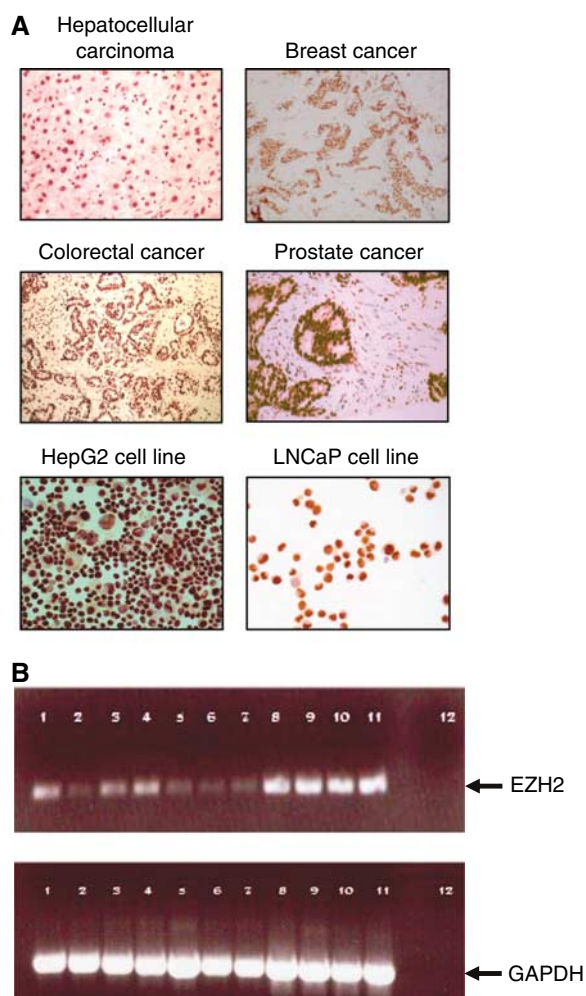 A
Hepatocellular
carcinoma
Breast cancer
Colorectal cancer
Prostate cancer
HepG2 cell line
LNCaP cell line
B
1 2 3 4 5 6 7 8 9 10 11 12
EZH2
1 2 3 4 5 6 7 8 9 10 11 12
GAPDH